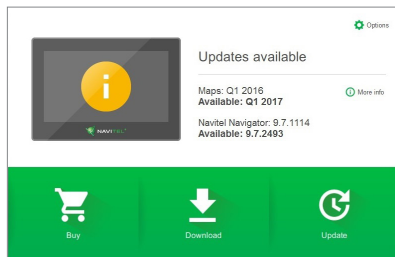 Options
Updates available
Maps: Q1 2016
Available: Q1 2017
More info
Navitel Navigator: 9.7.1114
Available: 9.7.2493
NAVITEL
Buy
Download
Update